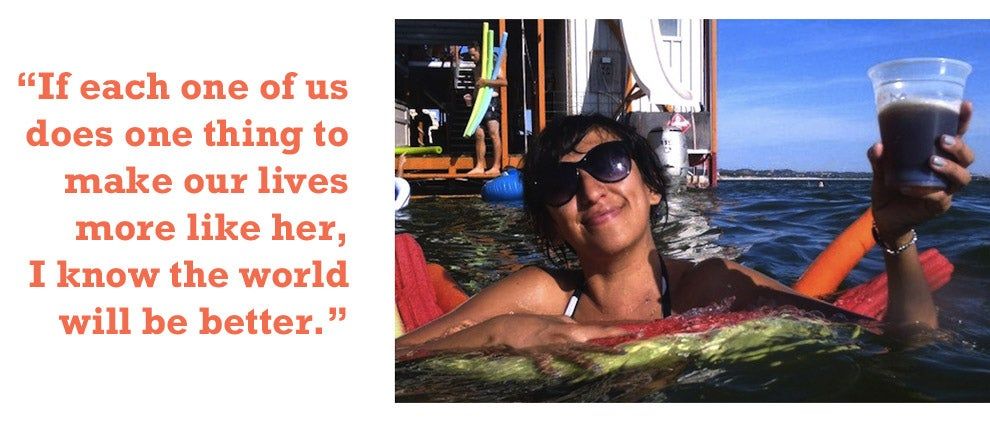 “If each one of us
does one thing to
make our lives
more like her,
I know the world
will be better.”